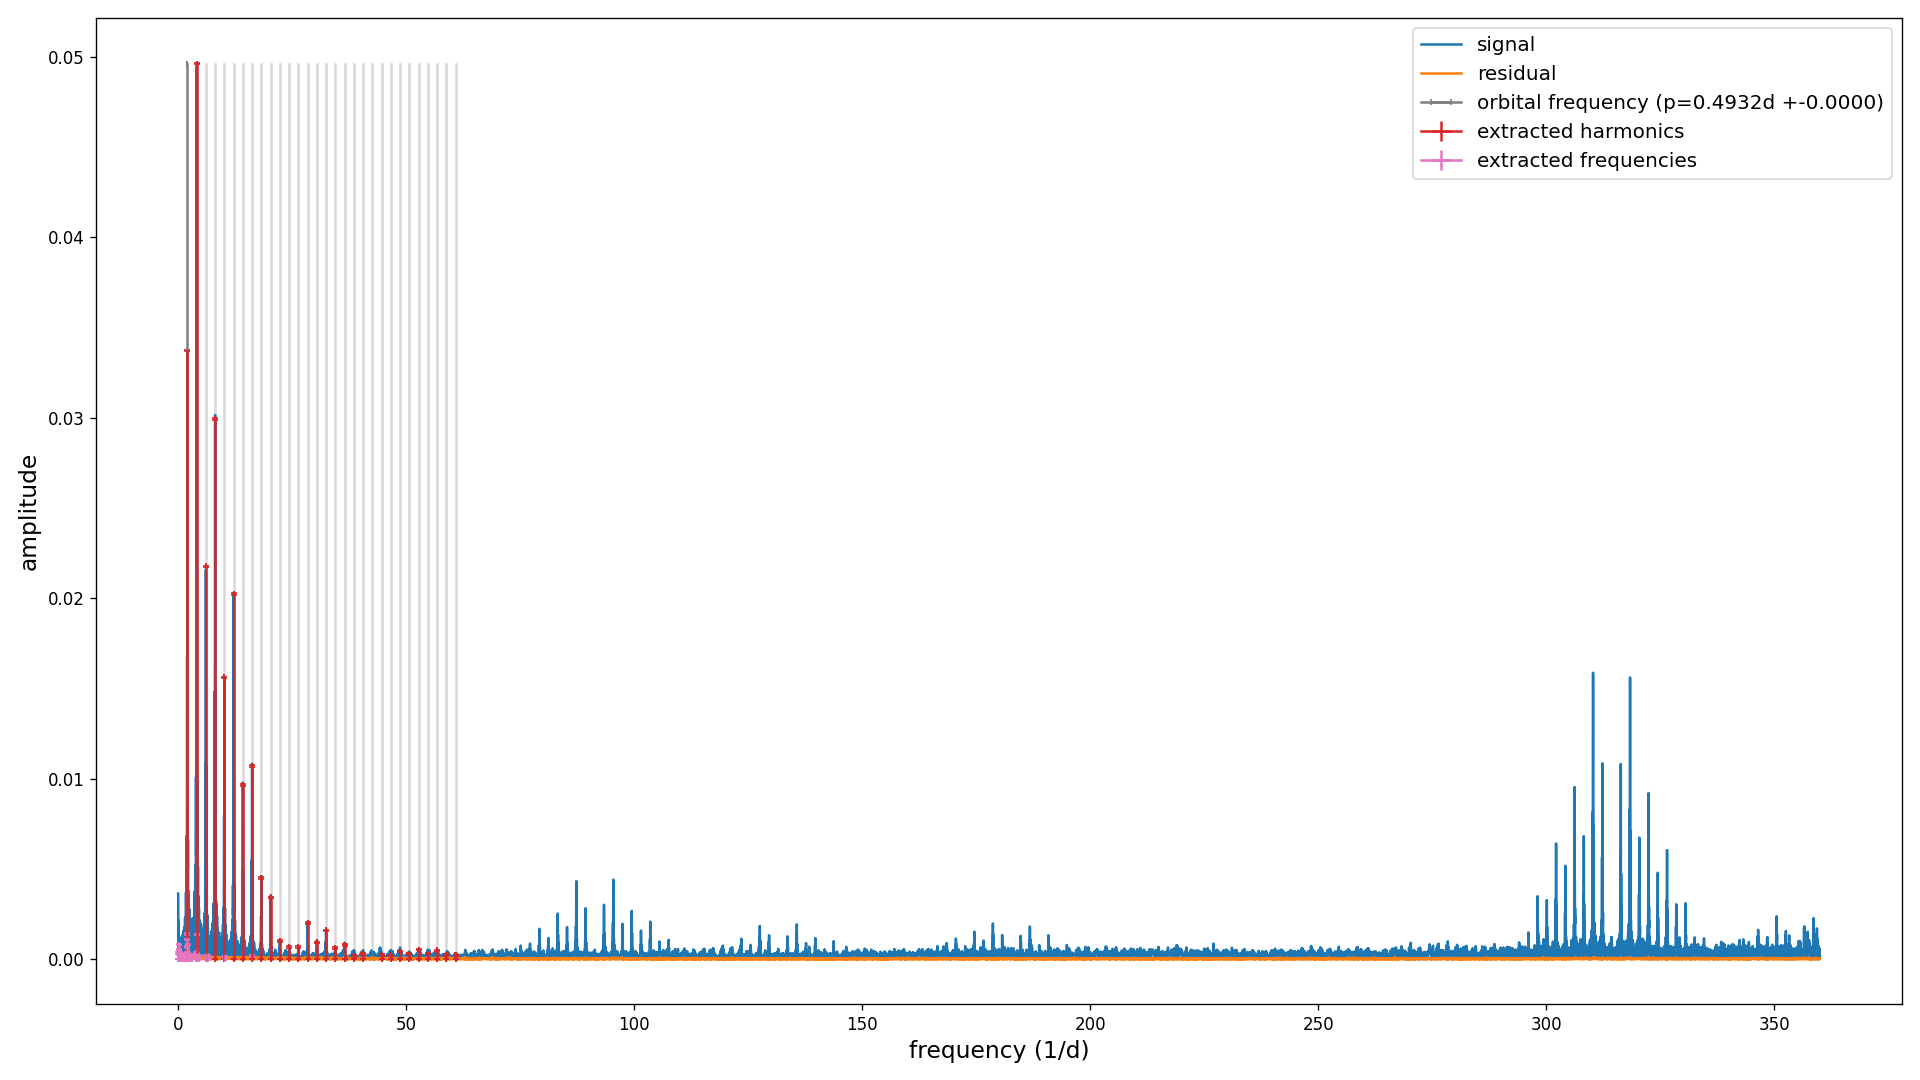 signal
residual
orbital frequency (p=0.4932d +-0.0000)
extracted harmonics
extracted frequencies
0.05
0.04
0.03
0.02
0.01
0.00
amplitude
0 50 100 150 200 250 300 350
frequency (1/d)